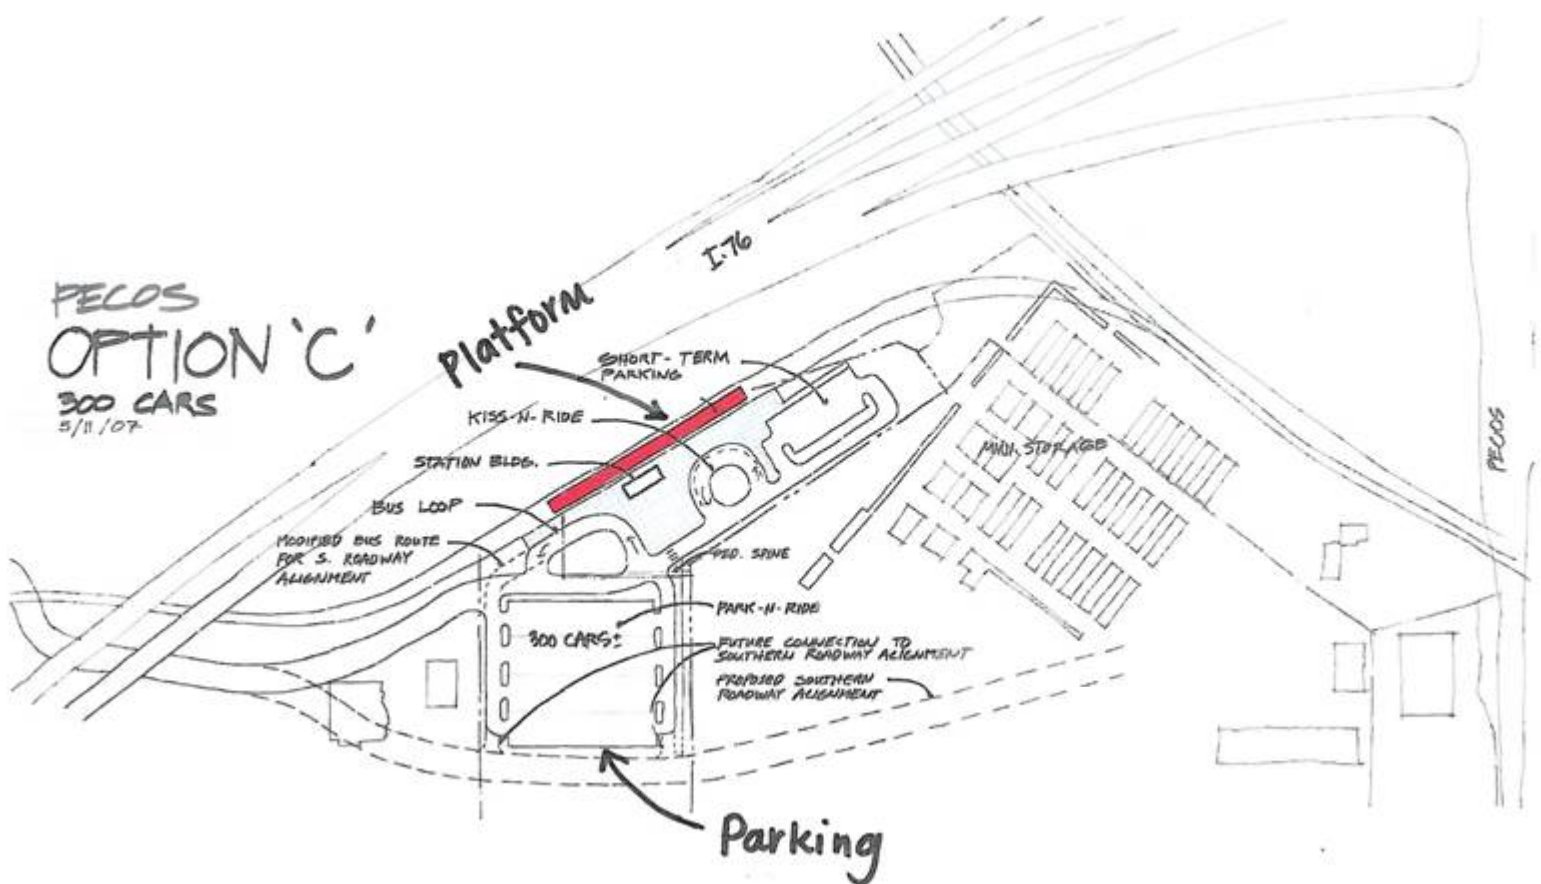 PECOS
OPTION 'C'
300 CARS
5/11/07
I-76
Platform
SHORT-TERM
PARKING
KISS-N-RIDE
STATION BLDG.
BUS LOOP
MODIFIED BUS ROUTE
FOR S. ROADWAY
ALIGNMENT
PED. SPINE
PARK-N-RIDE
300 CARS±
FUTURE CONNECTION TO
SOUTHERN ROADWAY ALIGNMENT
PROPOSED SOUTHERN
ROADWAY ALIGNMENT
MINI STORAGE
PECOS
Parking